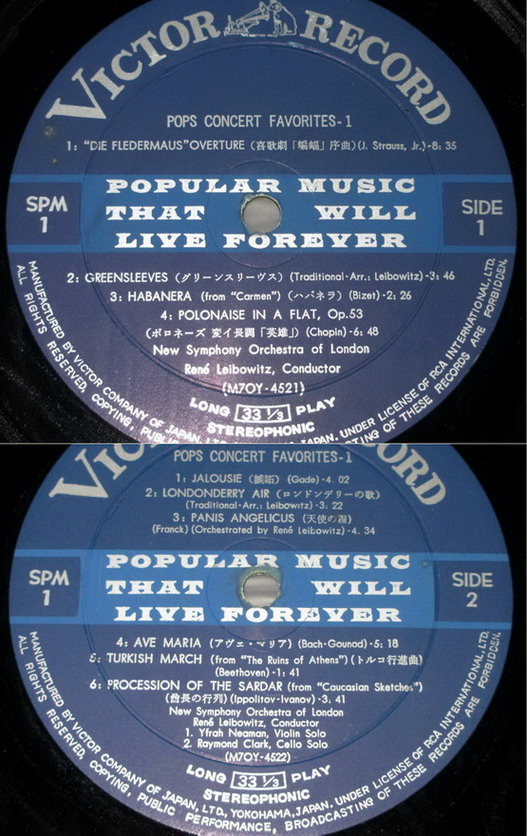 VICTOR RECORD
POPS CONCERT FAVORITES-1
1: "DIE FLEDERMAUS" OVERTURE (喜歌劇「蝙蝠」序曲)(J. Strauss, Jr.)-8: 35
SPM
1
POPULAR MUSIC
THAT WILL
LIVE FOREVER
SIDE
1
2: GREENSLEEVES (グリーンスリーヴス) (Traditional-Arr.: Leibowitz)-3: 46
3: HABANERA (from "Carmen") (ハバネラ) (Bizet)-2: 26
4: POLONAISE IN A FLAT, Op.53
(ポロネーズ 変イ長調「英雄」) (Chopin)-6: 48
New Symphony Orchestra of London
René Leibowitz, Conductor
(M7OY-4521)
LONG 33 1/3 PLAY
STEREOPHONIC
MANUFACTURED BY VICTOR COMPANY OF JAPAN, LTD., JAPAN. UNDER LICENSE OF RCA INTERNATIONAL, LTD.
ALL RIGHTS RESERVED, COPYING, PUBLIC BROADCASTING OF THESE RECORDS ARE FORBIDDEN.
VICTOR RECORD
POPS CONCERT FAVORITES-1
1: JALOUSIE (嫉妬) (Gade)-4. 02
2: LONDONDERRY AIR (ロンドンデリーの歌)
(Traditional-Arr.: Leibowitz)-3: 22
3: PANIS ANGELICUS (天使の糧)
(Franck) (Orchestrated by René Leibowitz)-4. 34
SPM
1
POPULAR MUSIC
THAT WILL
LIVE FOREVER
SIDE
2
4: AVE MARIA (アヴェ・マリア) (Bach-Gounod)-5: 18
5: TURKISH MARCH (from "The Ruins of Athens") (トルコ行進曲)
(Beethoven)-1: 41
6: PROCESSION OF THE SARDAR (from "Caucasian Sketches")
(酋長の行列) (Ippolitov-Ivanov)-3. 41
New Symphony Orchestra of London
René Leibowitz, Conductor
1. Yfrah Neaman, Violin Solo
2. Raymond Clark, Cello Solo
(M7OY-4522)
LONG 33 1/3 PLAY
STEREOPHONIC
MANUFACTURED BY VICTOR COMPANY OF JAPAN, LTD., YOKOHAMA, JAPAN. UNDER LICENSE OF RCA INTERNATIONAL, LTD.
ALL RIGHTS RESERVED, COPYING, PUBLIC PERFORMANCE, BROADCASTING OF THESE RECORDS ARE FORBIDDEN.